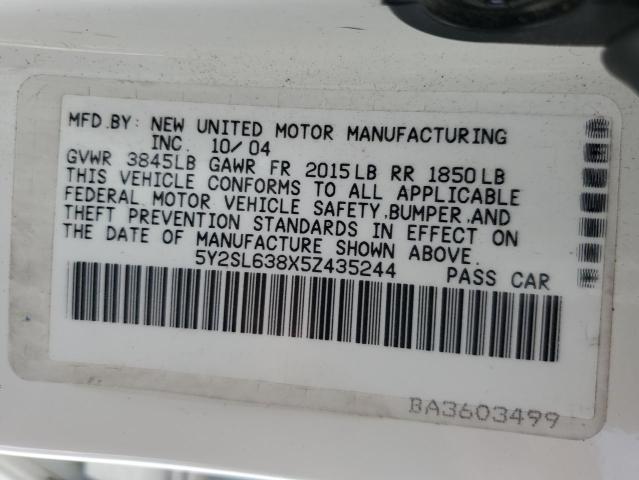 MFD.BY: NEW UNITED MOTOR MANUFACTURING
INC. 10/04
GVWR 3845LB GAWR FR 2015LB RR 1850LB
THIS VEHICLE CONFORMS TO ALL APPLICABLE
FEDERAL MOTOR VEHICLE SAFETY,BUMPER,AND
THEFT PREVENTION STANDARDS IN EFFECT ON
THE DATE OF MANUFACTURE SHOWN ABOVE.
5Y2SL638X5Z435244 PASS CAR
BA3603499